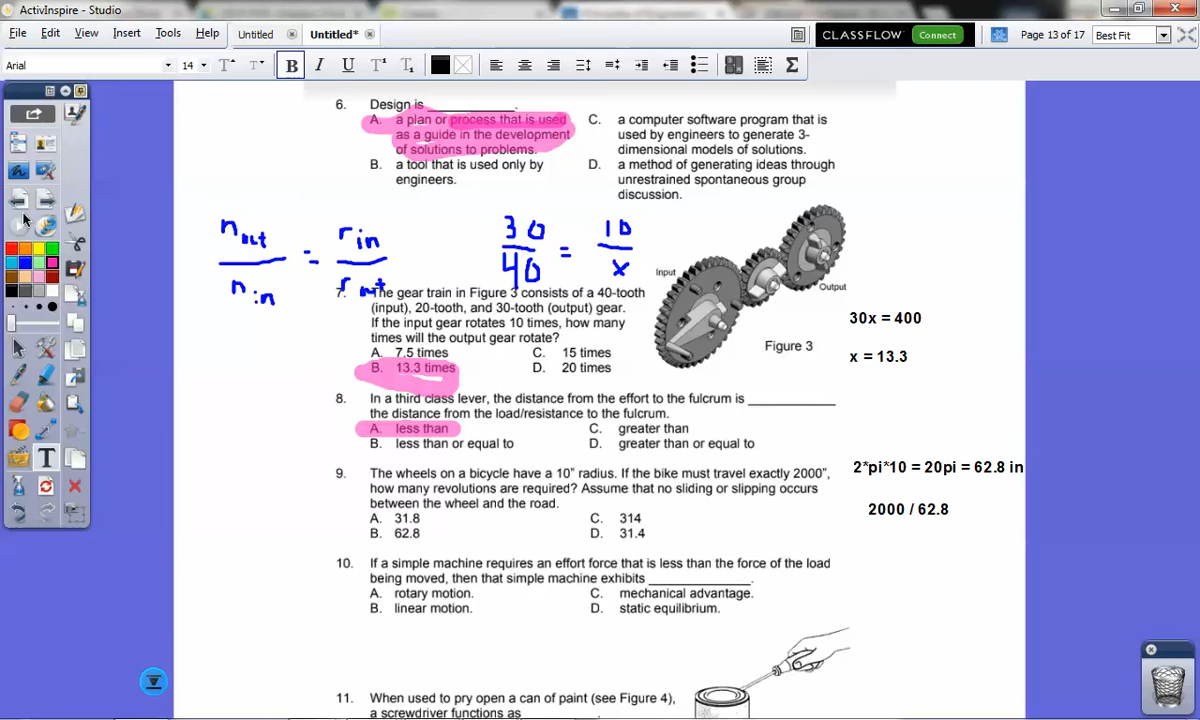 ActivInspire - Studio
File Edit View Insert Tools Help Untitled Untitled* CLASSFLOW Connect Page 13 of 17 Best Fit
Arial 14 B I U
6. Design is ____________.
A. a plan or process that is used as a guide in the development of solutions to problems.
B. a tool that is used only by engineers.
C. a computer software program that is used by engineers to generate 3-dimensional models of solutions.
D. a method of generating ideas through unrestrained spontaneous group discussion.
n out / n in = r in / r out
30 / 40 = 10 / x
Input
Output
Figure 3
30x = 400
x = 13.3
7. The gear train in Figure 3 consists of a 40-tooth
(input), 20-tooth, and 30-tooth (output) gear.
If the input gear rotates 10 times, how many
times will the output gear rotate?
A. 7.5 times C. 15 times
B. 13.3 times D. 20 times
8. In a third class lever, the distance from the effort to the fulcrum is ____________
the distance from the load/resistance to the fulcrum.
A. less than C. greater than
B. less than or equal to D. greater than or equal to
9. The wheels on a bicycle have a 10" radius. If the bike must travel exactly 2000",
how many revolutions are required? Assume that no sliding or slipping occurs
between the wheel and the road.
A. 31.8 C. 314
B. 62.8 D. 31.4
2*pi*10 = 20pi = 62.8 in
2000 / 62.8
10. If a simple machine requires an effort force that is less than the force of the load
being moved, then that simple machine exhibits ______________.
A. rotary motion. C. mechanical advantage.
B. linear motion. D. static equilibrium.
11. When used to pry open a can of paint (see Figure 4),
a screwdriver functions as ____________.